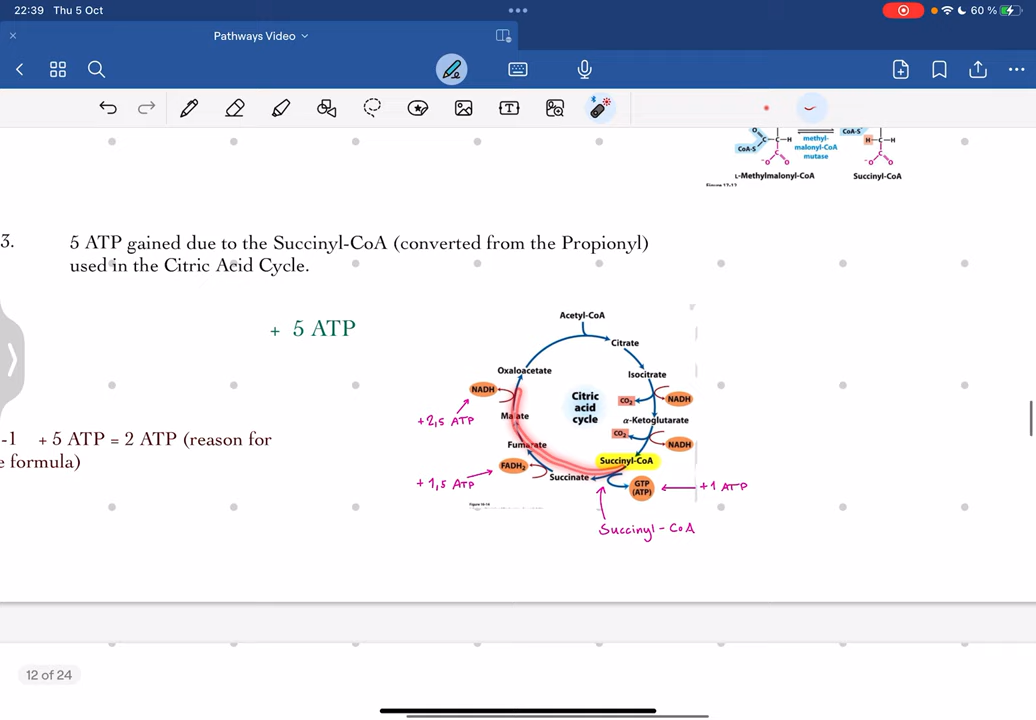 22:39 Thu 5 Oct
60 %
Pathways Video
CoA-S
O
C
C
H
C
O
O
methyl-
malonyl-CoA
mutase
CoA-S
H
C
H
C
O
O
L-Methylmalonyl-CoA
Succinyl-CoA
3. 5 ATP gained due to the Succinyl-CoA (converted from the Propionyl)
used in the Citric Acid Cycle.
+ 5 ATP
Acetyl-CoA
Citrate
Oxaloacetate
Isocitrate
NADH
Citric
acid
cycle
CO2
NADH
+2,5 ATP
Malate
α-Ketoglutarate
CO2
NADH
Fumarate
Succinyl-CoA
FADH2
Succinate
GTP
(ATP)
+1,5 ATP
+1 ATP
Succinyl-CoA
-1 + 5 ATP = 2 ATP (reason for
e formula)
12 of 24